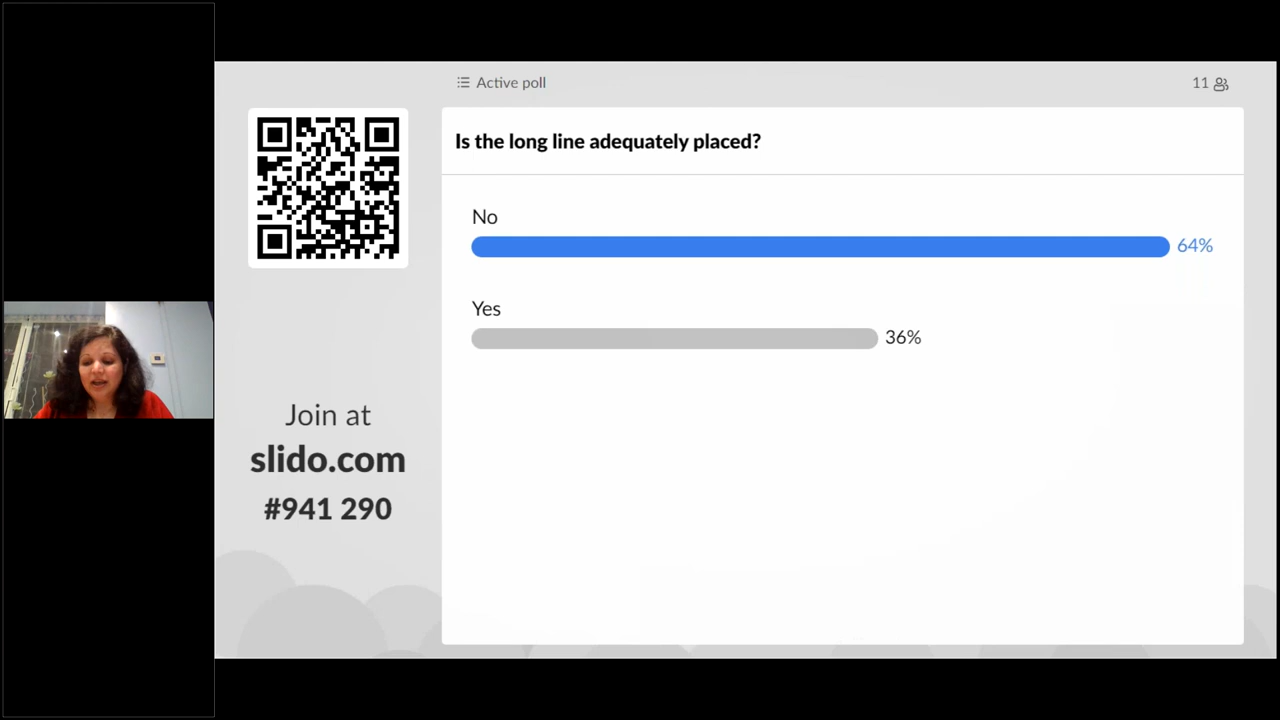 Active poll
11
Is the long line adequately placed?
No
64%
Yes
36%
Join at
slido.com
#941 290